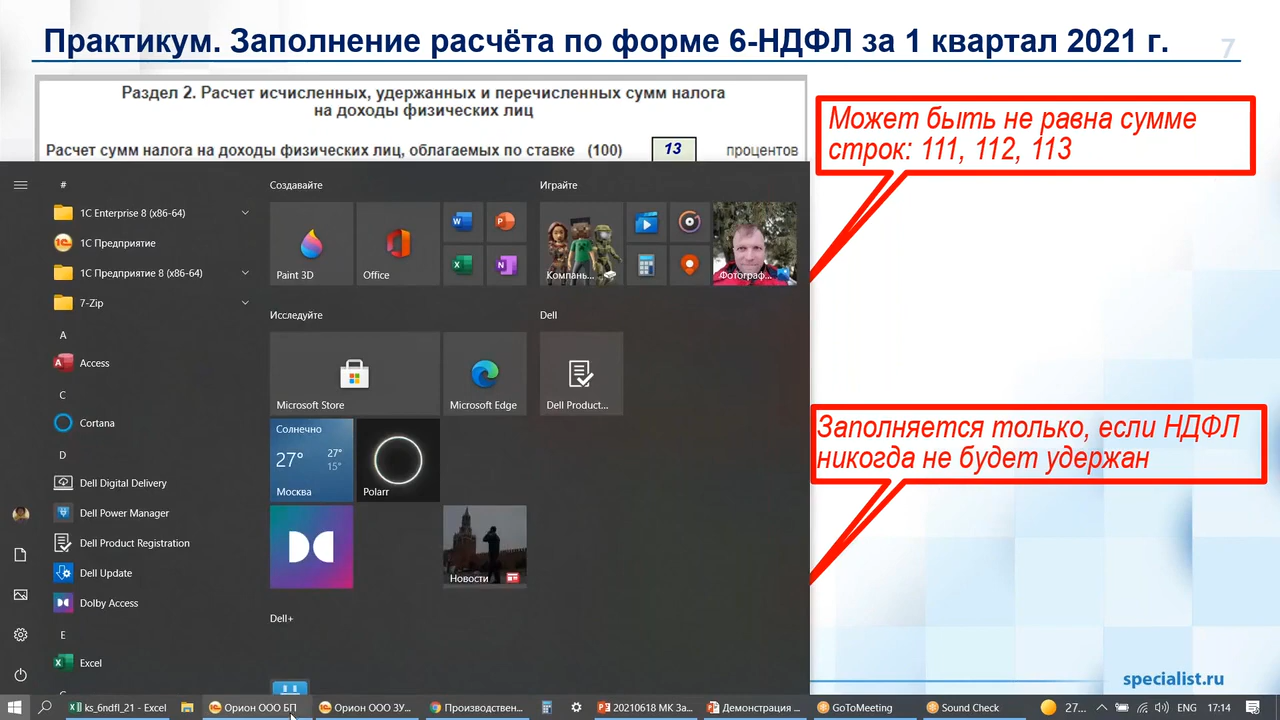 Практикум. Заполнение расчёта по форме 6-НДФЛ за 1 квартал 2021 г.
7
Раздел 2. Расчет исчисленных, удержанных и перечисленных сумм налога
на доходы физических лиц
Расчет сумм налога на доходы физических лиц, облагаемых по ставке (100) 13 процентов
Может быть не равна сумме
строк: 111, 112, 113
Заполняется только, если НДФЛ
никогда не будет удержан
#
1C Enterprise 8 (x86-64)
1С Предприятие
1С Предприятие 8 (x86-64)
7-Zip
A
Access
C
Cortana
D
Dell Digital Delivery
Dell Power Manager
Dell Product Registration
Dell Update
Dolby Access
E
Excel
Создавайте
Paint 3D
Office
Играйте
Компань...
Фотограф...
Исследуйте
Microsoft Store
Microsoft Edge
Dell
Dell Product...
Солнечно
27° 27°
15°
Москва
Polarr
Новости
Dell+
specialist.ru
ks_6ndfl_21 - Excel
Орион ООО БП
Орион ООО ЗУ...
Производствен...
20210618 МК За...
Демонстрация ...
GoToMeeting
Sound Check
27...
ENG
17:14